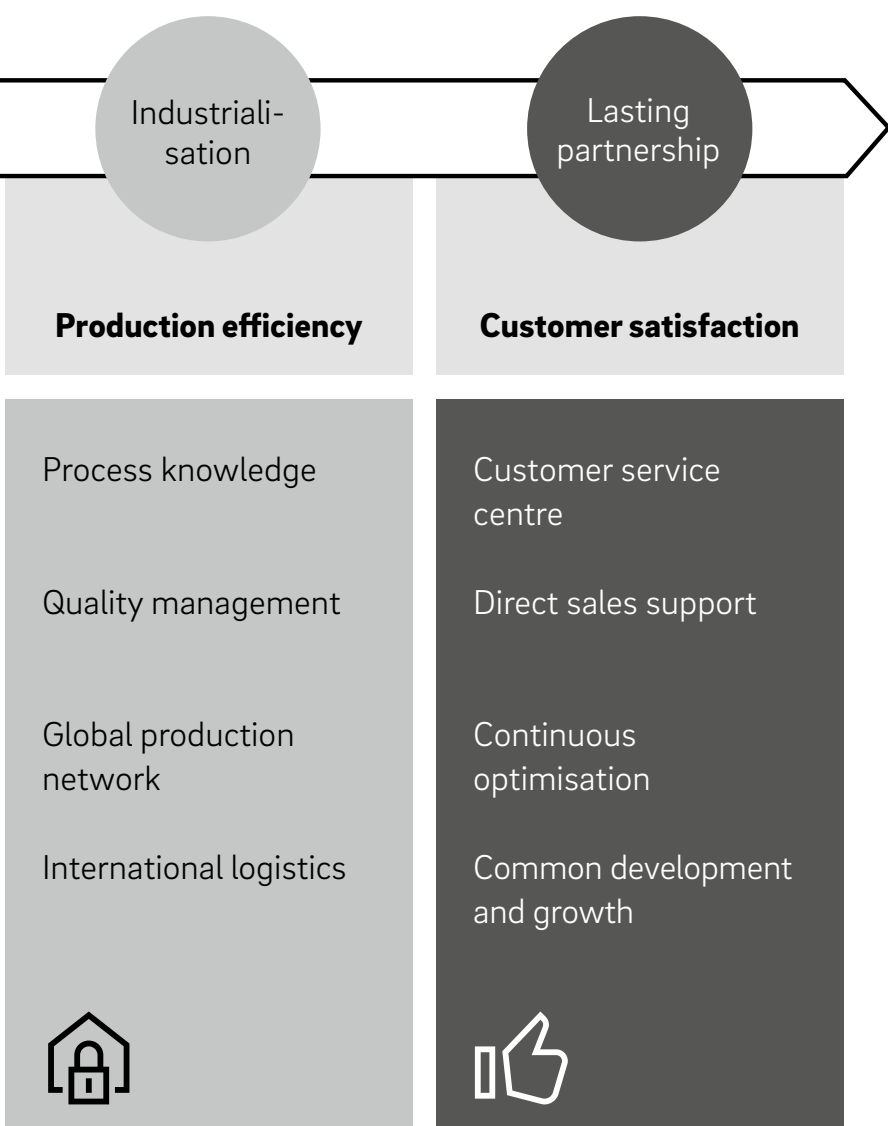 Industriali-
sation
Lasting
partnership
Production efficiency
Customer satisfaction
Process knowledge
Quality management
Global production
network
International logistics
Customer service
centre
Direct sales support
Continuous
optimisation
Common development
and growth